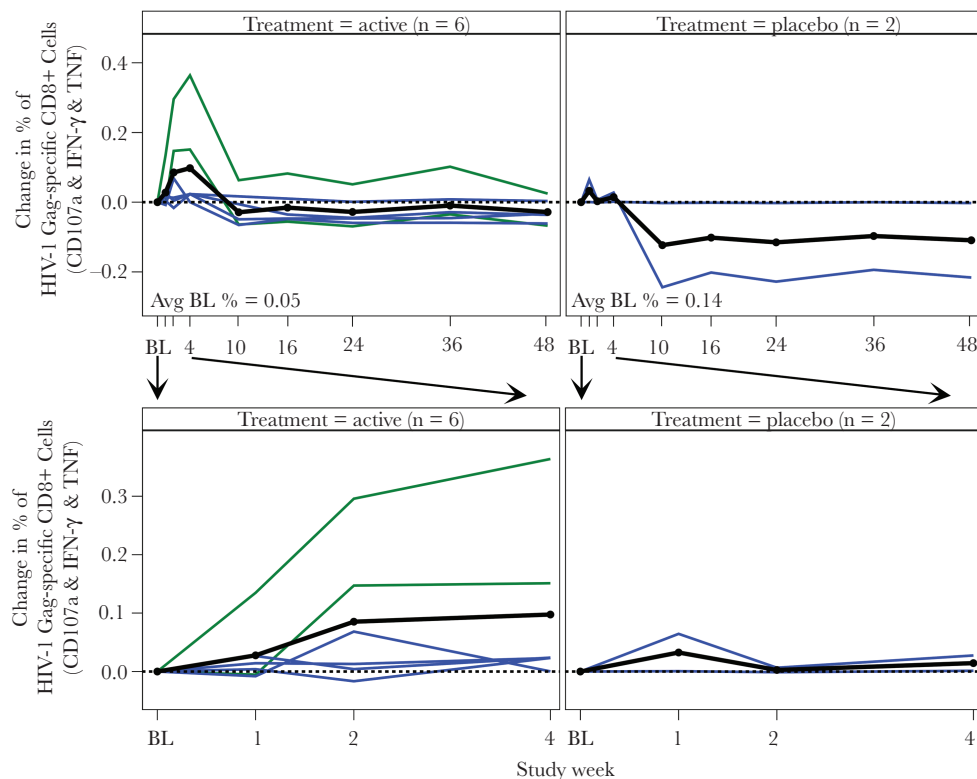 Treatment = active (n = 6)
Treatment = placebo (n = 2)
Change in % of
HIV-1 Gag-specific CD8+ Cells
(CD107a & IFN-γ & TNF)
0.4
0.2
0.0
−0.2
Avg BL % = 0.05
Avg BL % = 0.14
BL 4 10 16 24 36 48
BL 4 10 16 24 36 48
Treatment = active (n = 6)
Treatment = placebo (n = 2)
Change in % of
HIV-1 Gag-specific CD8+ Cells
(CD107a & IFN-γ & TNF)
0.3
0.2
0.1
0.0
BL 1 2 4
BL 1 2 4
Study week